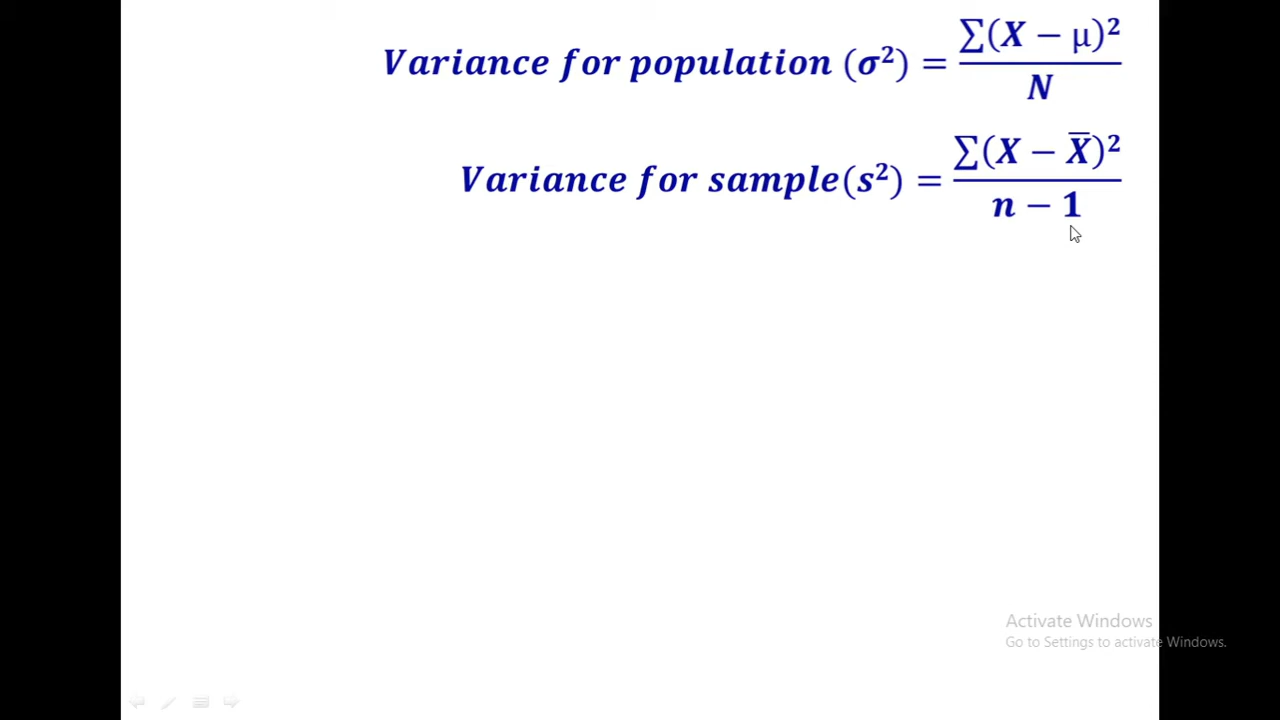 Variance for population (σ²) = ∑(X − μ)² / N
Variance for sample(s²) = ∑(X − X̅)² / n − 1
Activate Windows
Go to Settings to activate Windows.